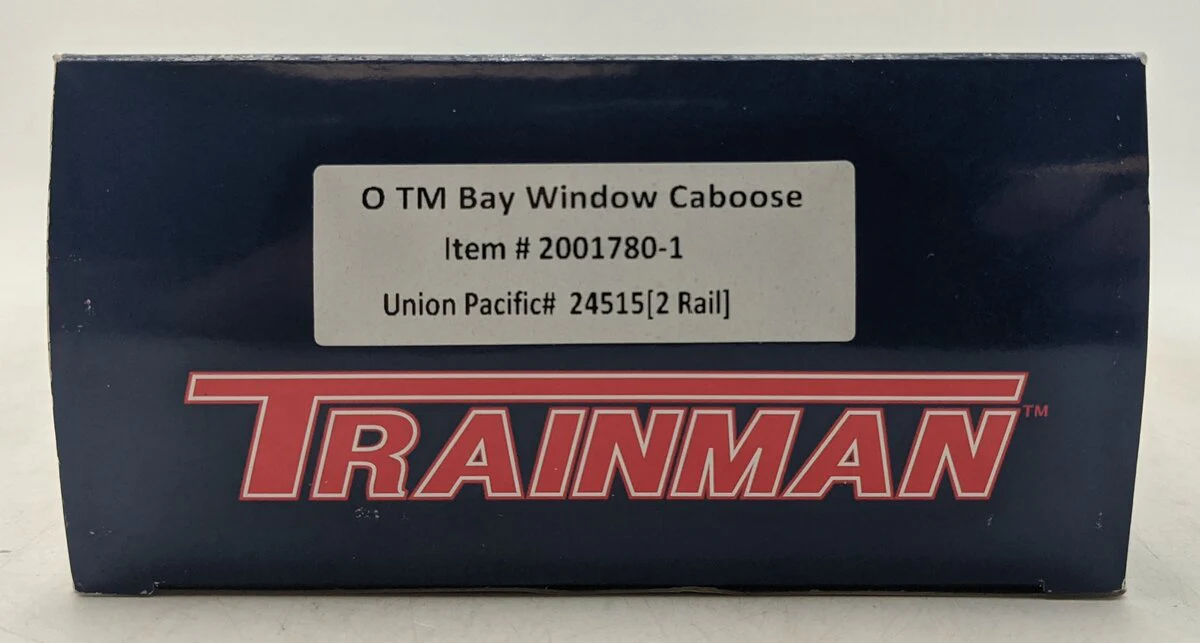 O TM Bay Window Caboose
Item # 2001780-1
Union Pacific# 24515[2 Rail]
TRAINMAN™